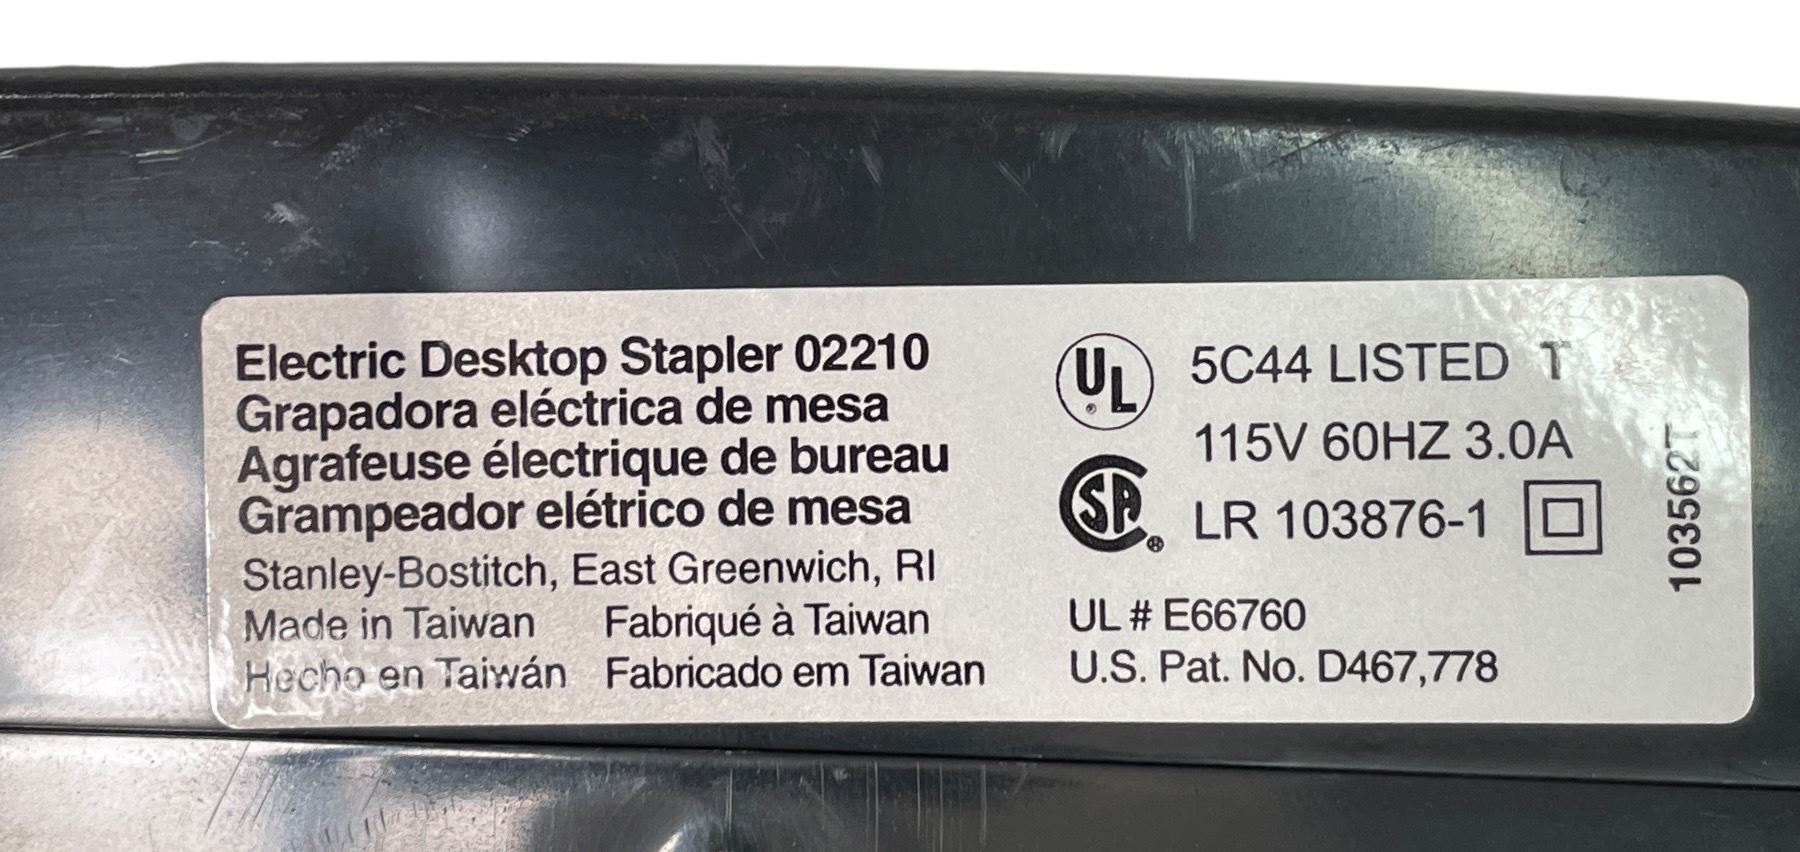 Electric Desktop Stapler 02210
Grapadora eléctrica de mesa
Agrafeuse électrique de bureau
Grampeador elétrico de mesa
Stanley-Bostitch, East Greenwich, RI
Made in Taiwan Fabriqué à Taiwan
Hecho en Taiwán Fabricado em Taiwan
UL® 5C44 LISTED T
115V 60HZ 3.0A
SA® LR 103876-1
UL # E66760
U.S. Pat. No. D467,778
103562T